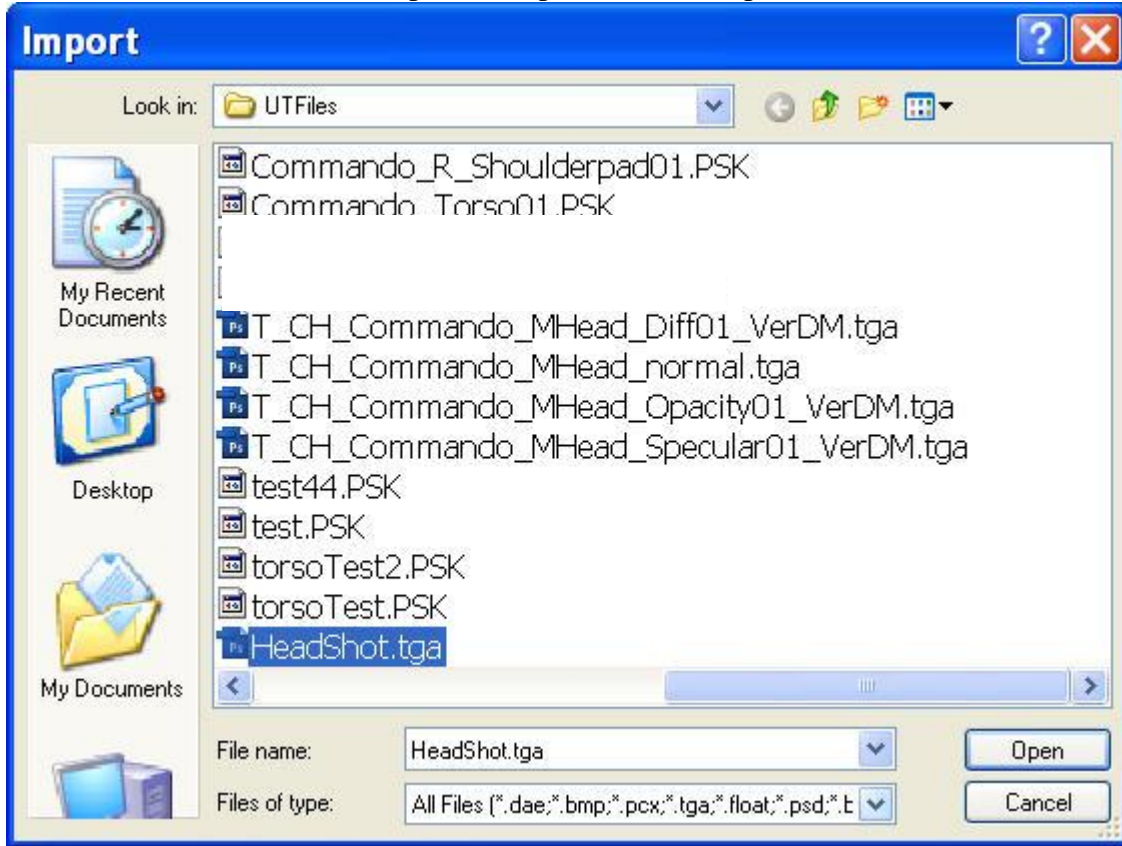 Import
Look in: UTFiles
Commando_R_Shoulderpad01.PSK
Commando_Torso01.PSK
T_CH_Commando_MHead_Diff01_VerDM.tga
T_CH_Commando_MHead_normal.tga
T_CH_Commando_MHead_Opacity01_VerDM.tga
T_CH_Commando_MHead_Specular01_VerDM.tga
test44.PSK
test.PSK
torsoTest2.PSK
torsoTest.PSK
HeadShot.tga
My Recent
Documents
Desktop
My Documents
File name: HeadShot.tga Open
Files of type: All Files (*.dae;*.bmp;*.pcx;*.tga;*.float;*.psd;*.b Cancel